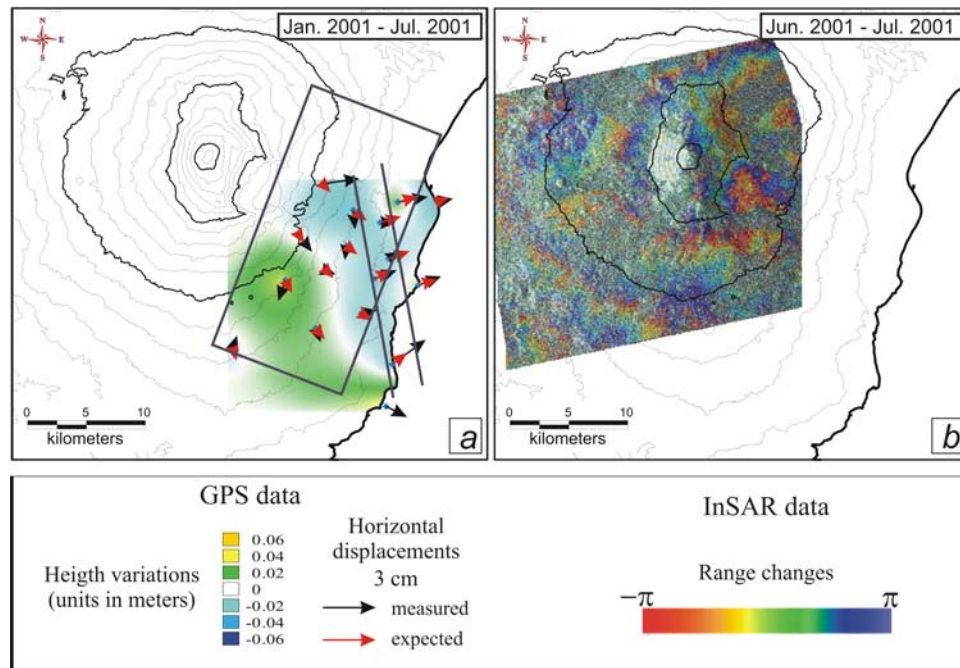 Jan. 2001 - Jul. 2001
N
W E
S
0 5 10
kilometers
a
Jun. 2001 - Jul. 2001
N
W E
S
0 5 10
kilometers
b
GPS data
Heigth variations
(units in meters)
0.06
0.04
0.02
0
-0.02
-0.04
-0.06
Horizontal
displacements
3 cm
measured
expected
InSAR data
Range changes
−π π